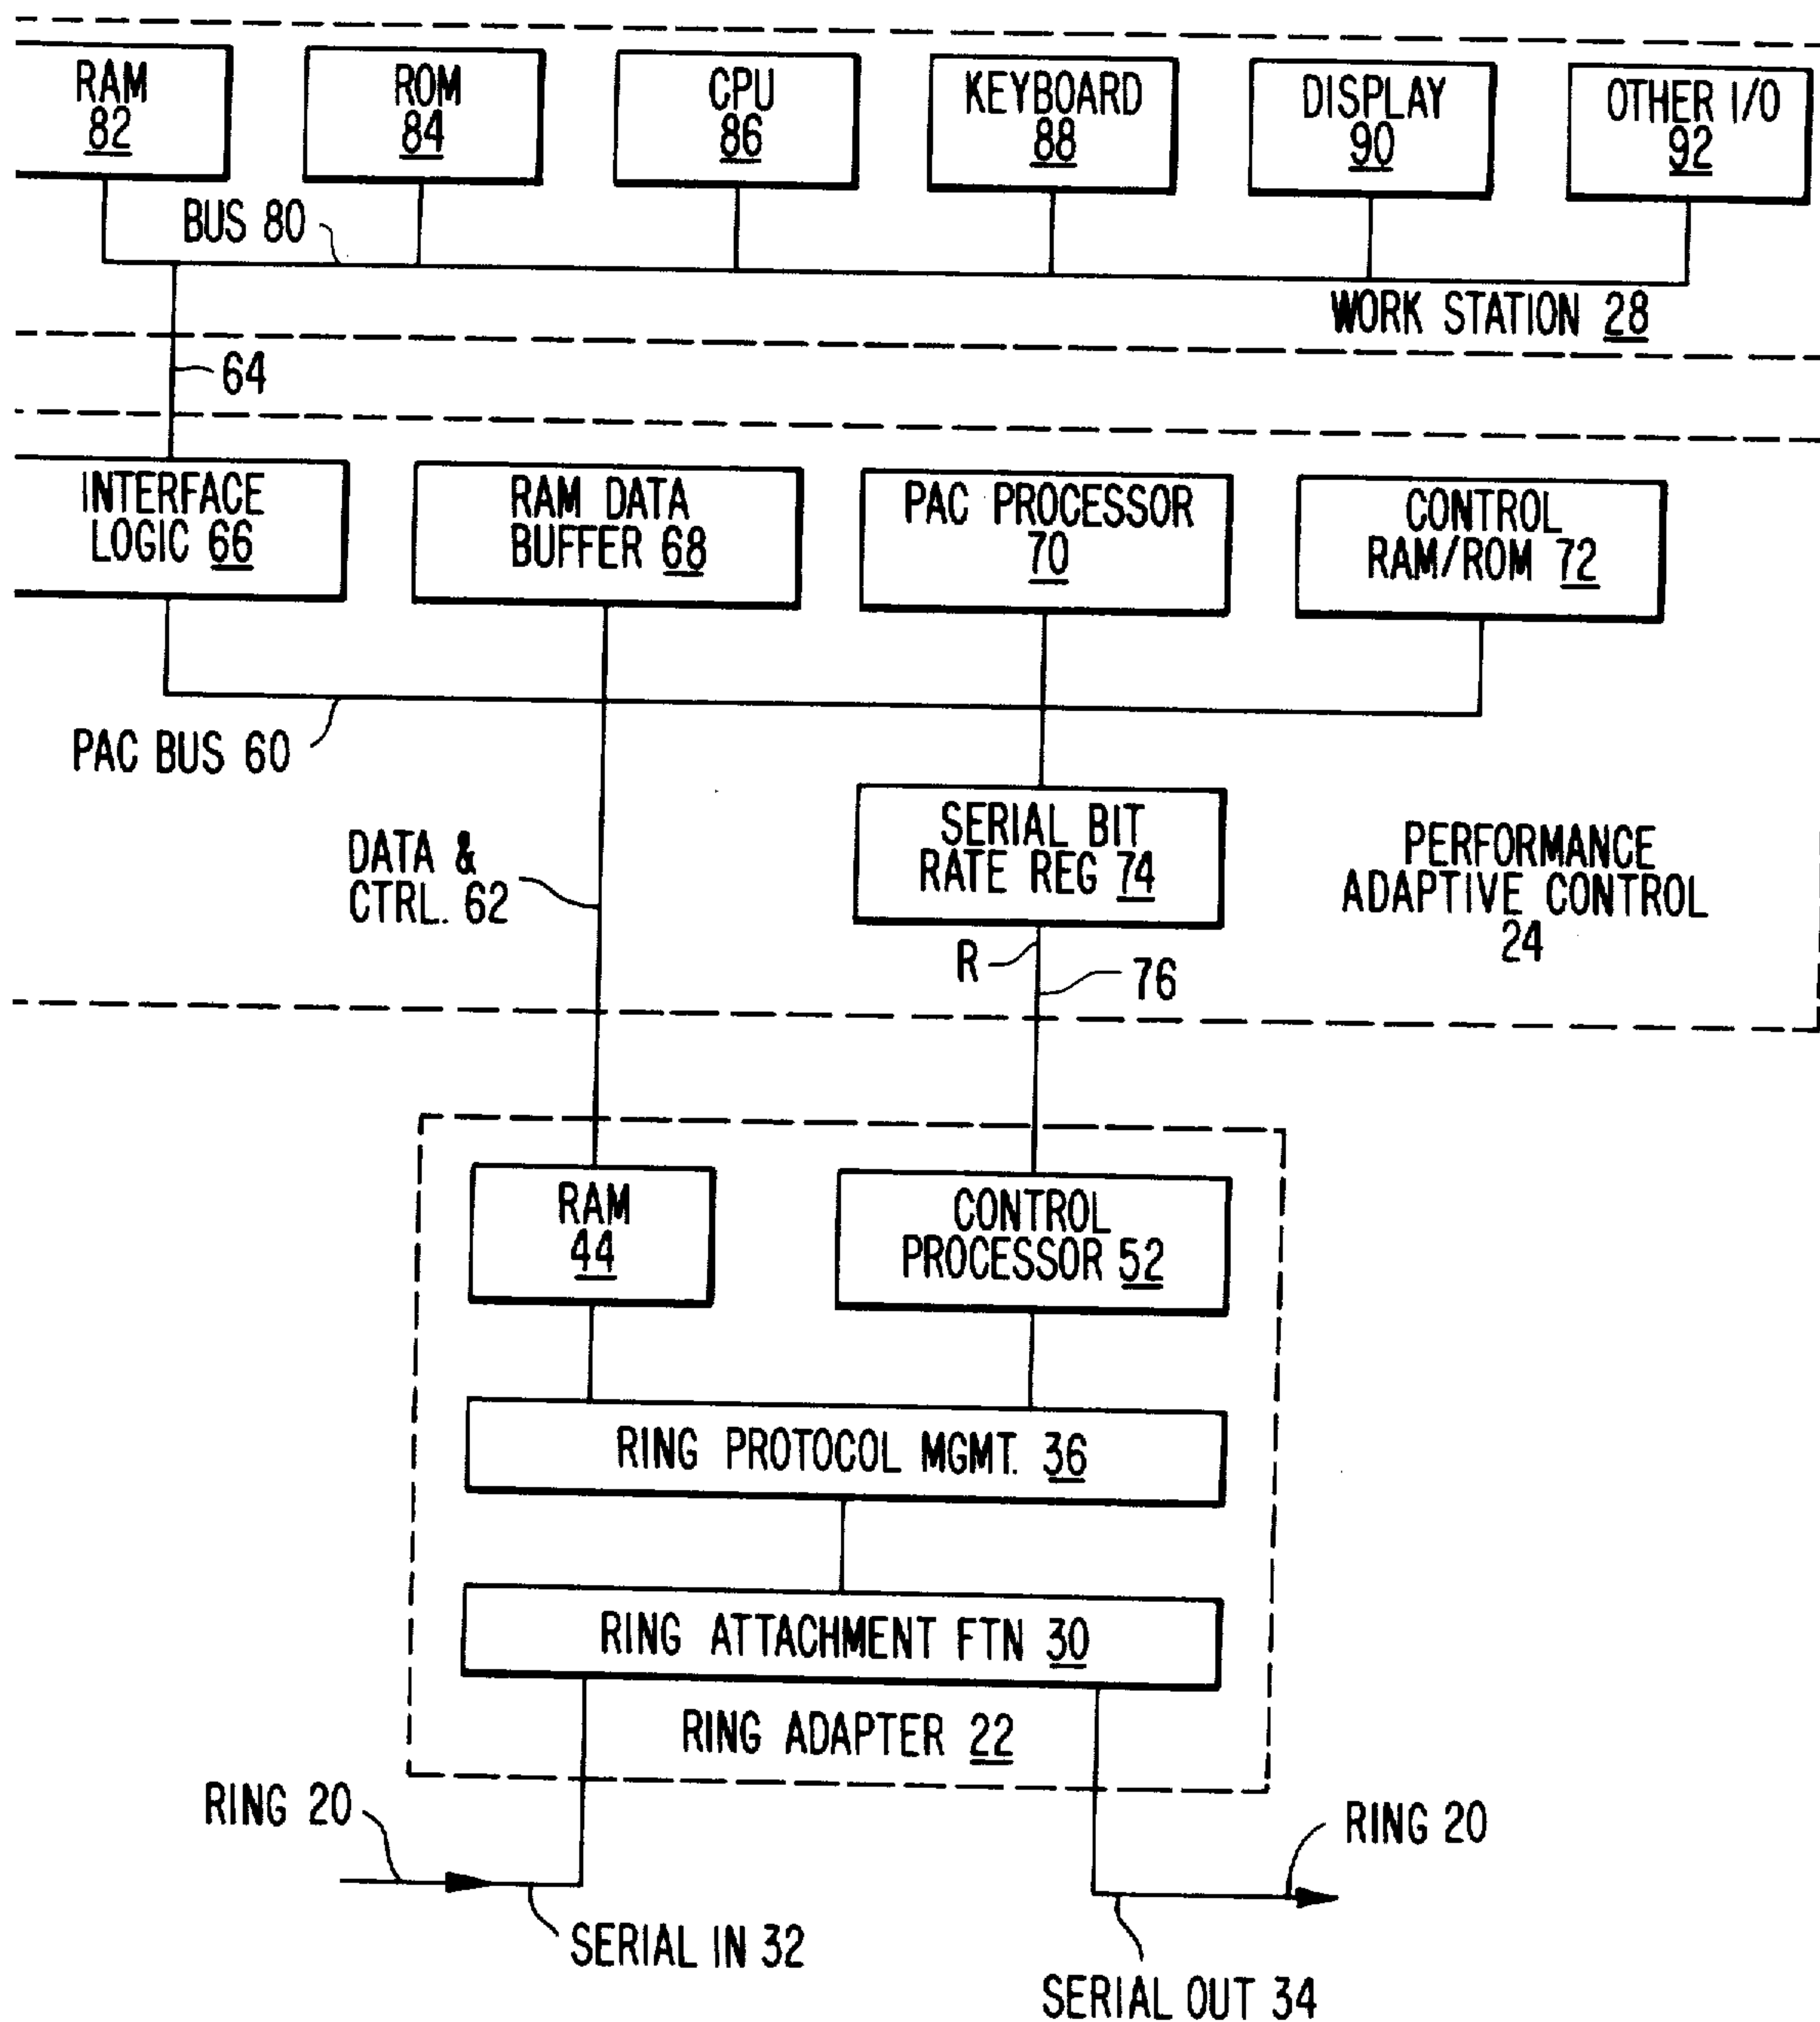 RAM
82
ROM
84
CPU
86
KEYBOARD
88
DISPLAY
90
OTHER I/O
92
BUS 80
WORK STATION 28
64
INTERFACE
LOGIC 66
RAM DATA
BUFFER 68
PAC PROCESSOR
70
CONTROL
RAM/ROM 72
PAC BUS 60
DATA &
CTRL. 62
SERIAL BIT
RATE REG 74
PERFORMANCE
ADAPTIVE CONTROL
24
R
76
RAM
44
CONTROL
PROCESSOR 52
RING PROTOCOL MGMT. 36
RING ATTACHMENT FTN 30
RING ADAPTER 22
RING 20
RING 20
SERIAL IN 32
SERIAL OUT 34